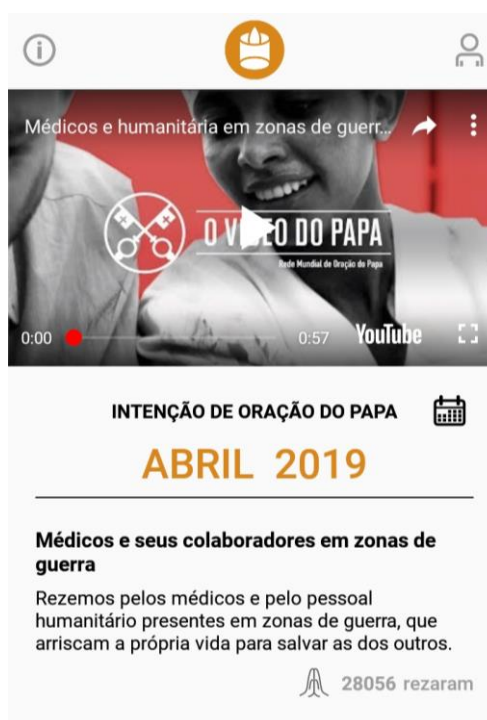 Médicos e humanitária em zonas de guerr...
O VÍDEO DO PAPA
Rede Mundial de Oração do Papa
0:00
0:57
YouTube
INTENÇÃO DE ORAÇÃO DO PAPA
ABRIL 2019
Médicos e seus colaboradores em zonas de
guerra
Rezemos pelos médicos e pelo pessoal
humanitário presentes em zonas de guerra, que
arriscam a própria vida para salvar as dos outros.
28056 rezaram